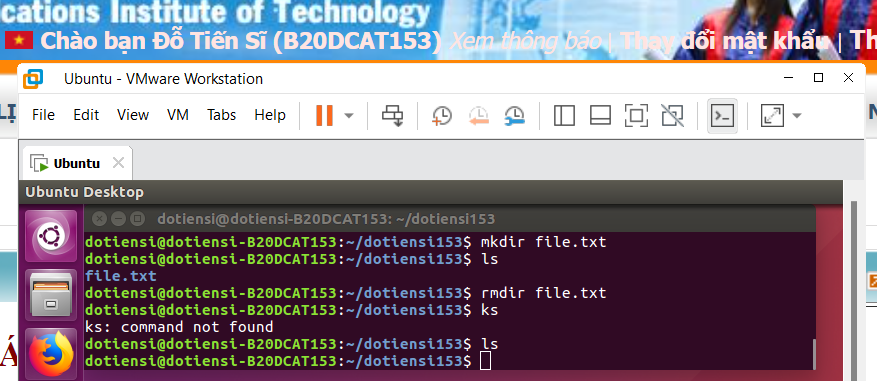 cations Institute of Technology
Chào bạn Đỗ Tiến Sĩ (B20DCAT153) Xem thông báo | Thay đổi mật khẩu | Th
Ubuntu - VMware Workstation
LỊ
File Edit View VM Tabs Help
N
Ubuntu
Ubuntu Desktop
dotiensi@dotiensi-B20DCAT153: ~/dotiensi153
dotiensi@dotiensi-B20DCAT153:~/dotiensi153$ mkdir file.txt
dotiensi@dotiensi-B20DCAT153:~/dotiensi153$ ls
file.txt
dotiensi@dotiensi-B20DCAT153:~/dotiensi153$ rmdir file.txt
dotiensi@dotiensi-B20DCAT153:~/dotiensi153$ ks
ks: command not found
dotiensi@dotiensi-B20DCAT153:~/dotiensi153$ ls
dotiensi@dotiensi-B20DCAT153:~/dotiensi153$
Á